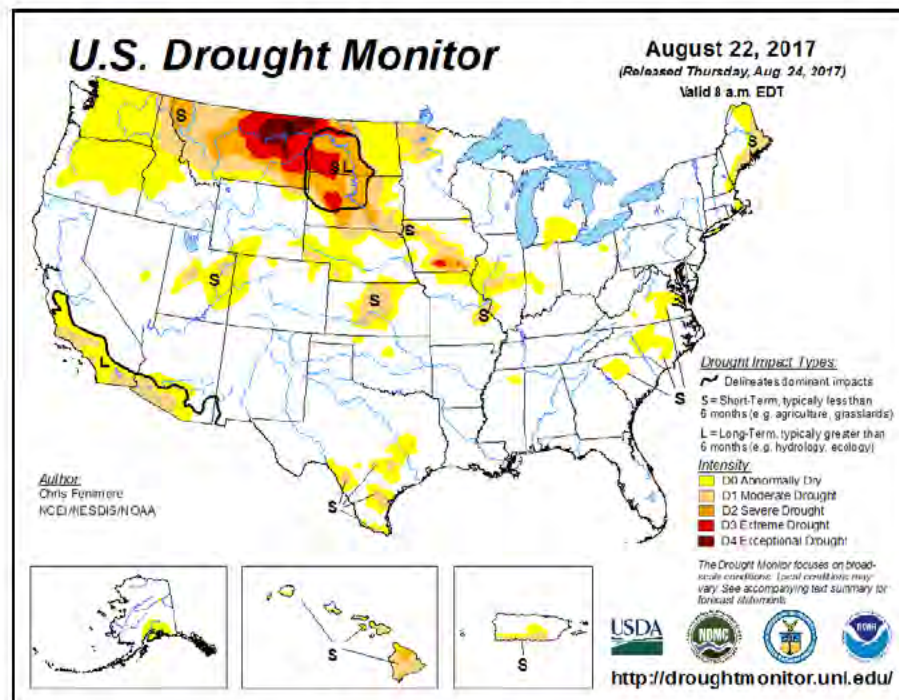 U.S. Drought Monitor
August 22, 2017
(Released Thursday, Aug. 24, 2017)
Valid 8 a.m. EDT
S
S
L
S
S
S
S
S
S
L
S
S
Drought Impact Types:
Delineates dominant impacts
S = Short-Term, typically less than
6 months (e.g. agriculture, grasslands)
L = Long-Term, typically greater than
6 months (e.g. hydrology, ecology)
Intensity:
D0 Abnormally Dry
D1 Moderate Drought
D2 Severe Drought
D3 Extreme Drought
D4 Exceptional Drought
Author:
Chris Fenimore
NCEI/NESDIS/NOAA
The Drought Monitor focuses on broad-
scale conditions. Local conditions may
vary. See accompanying text summary for
forecast statements.
S
S
USDA
NDMC
NOAA
http://droughtmonitor.unl.edu/